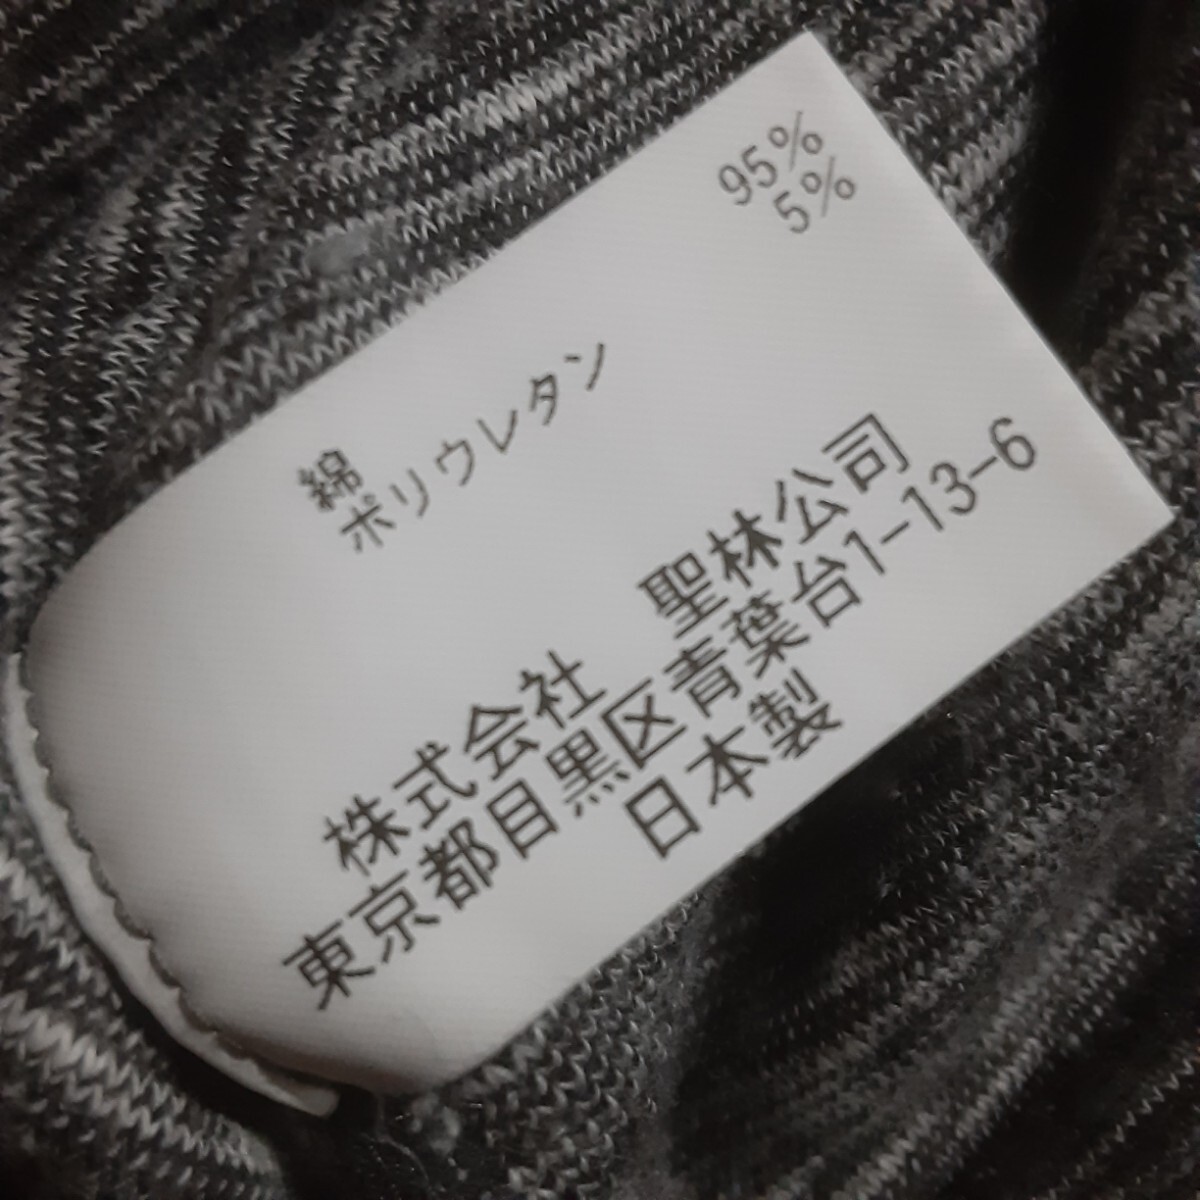 綿 95%
ポリウレタン 5%
株式会社 聖林公司
東京都目黒区青葉台1-13-6
日本製